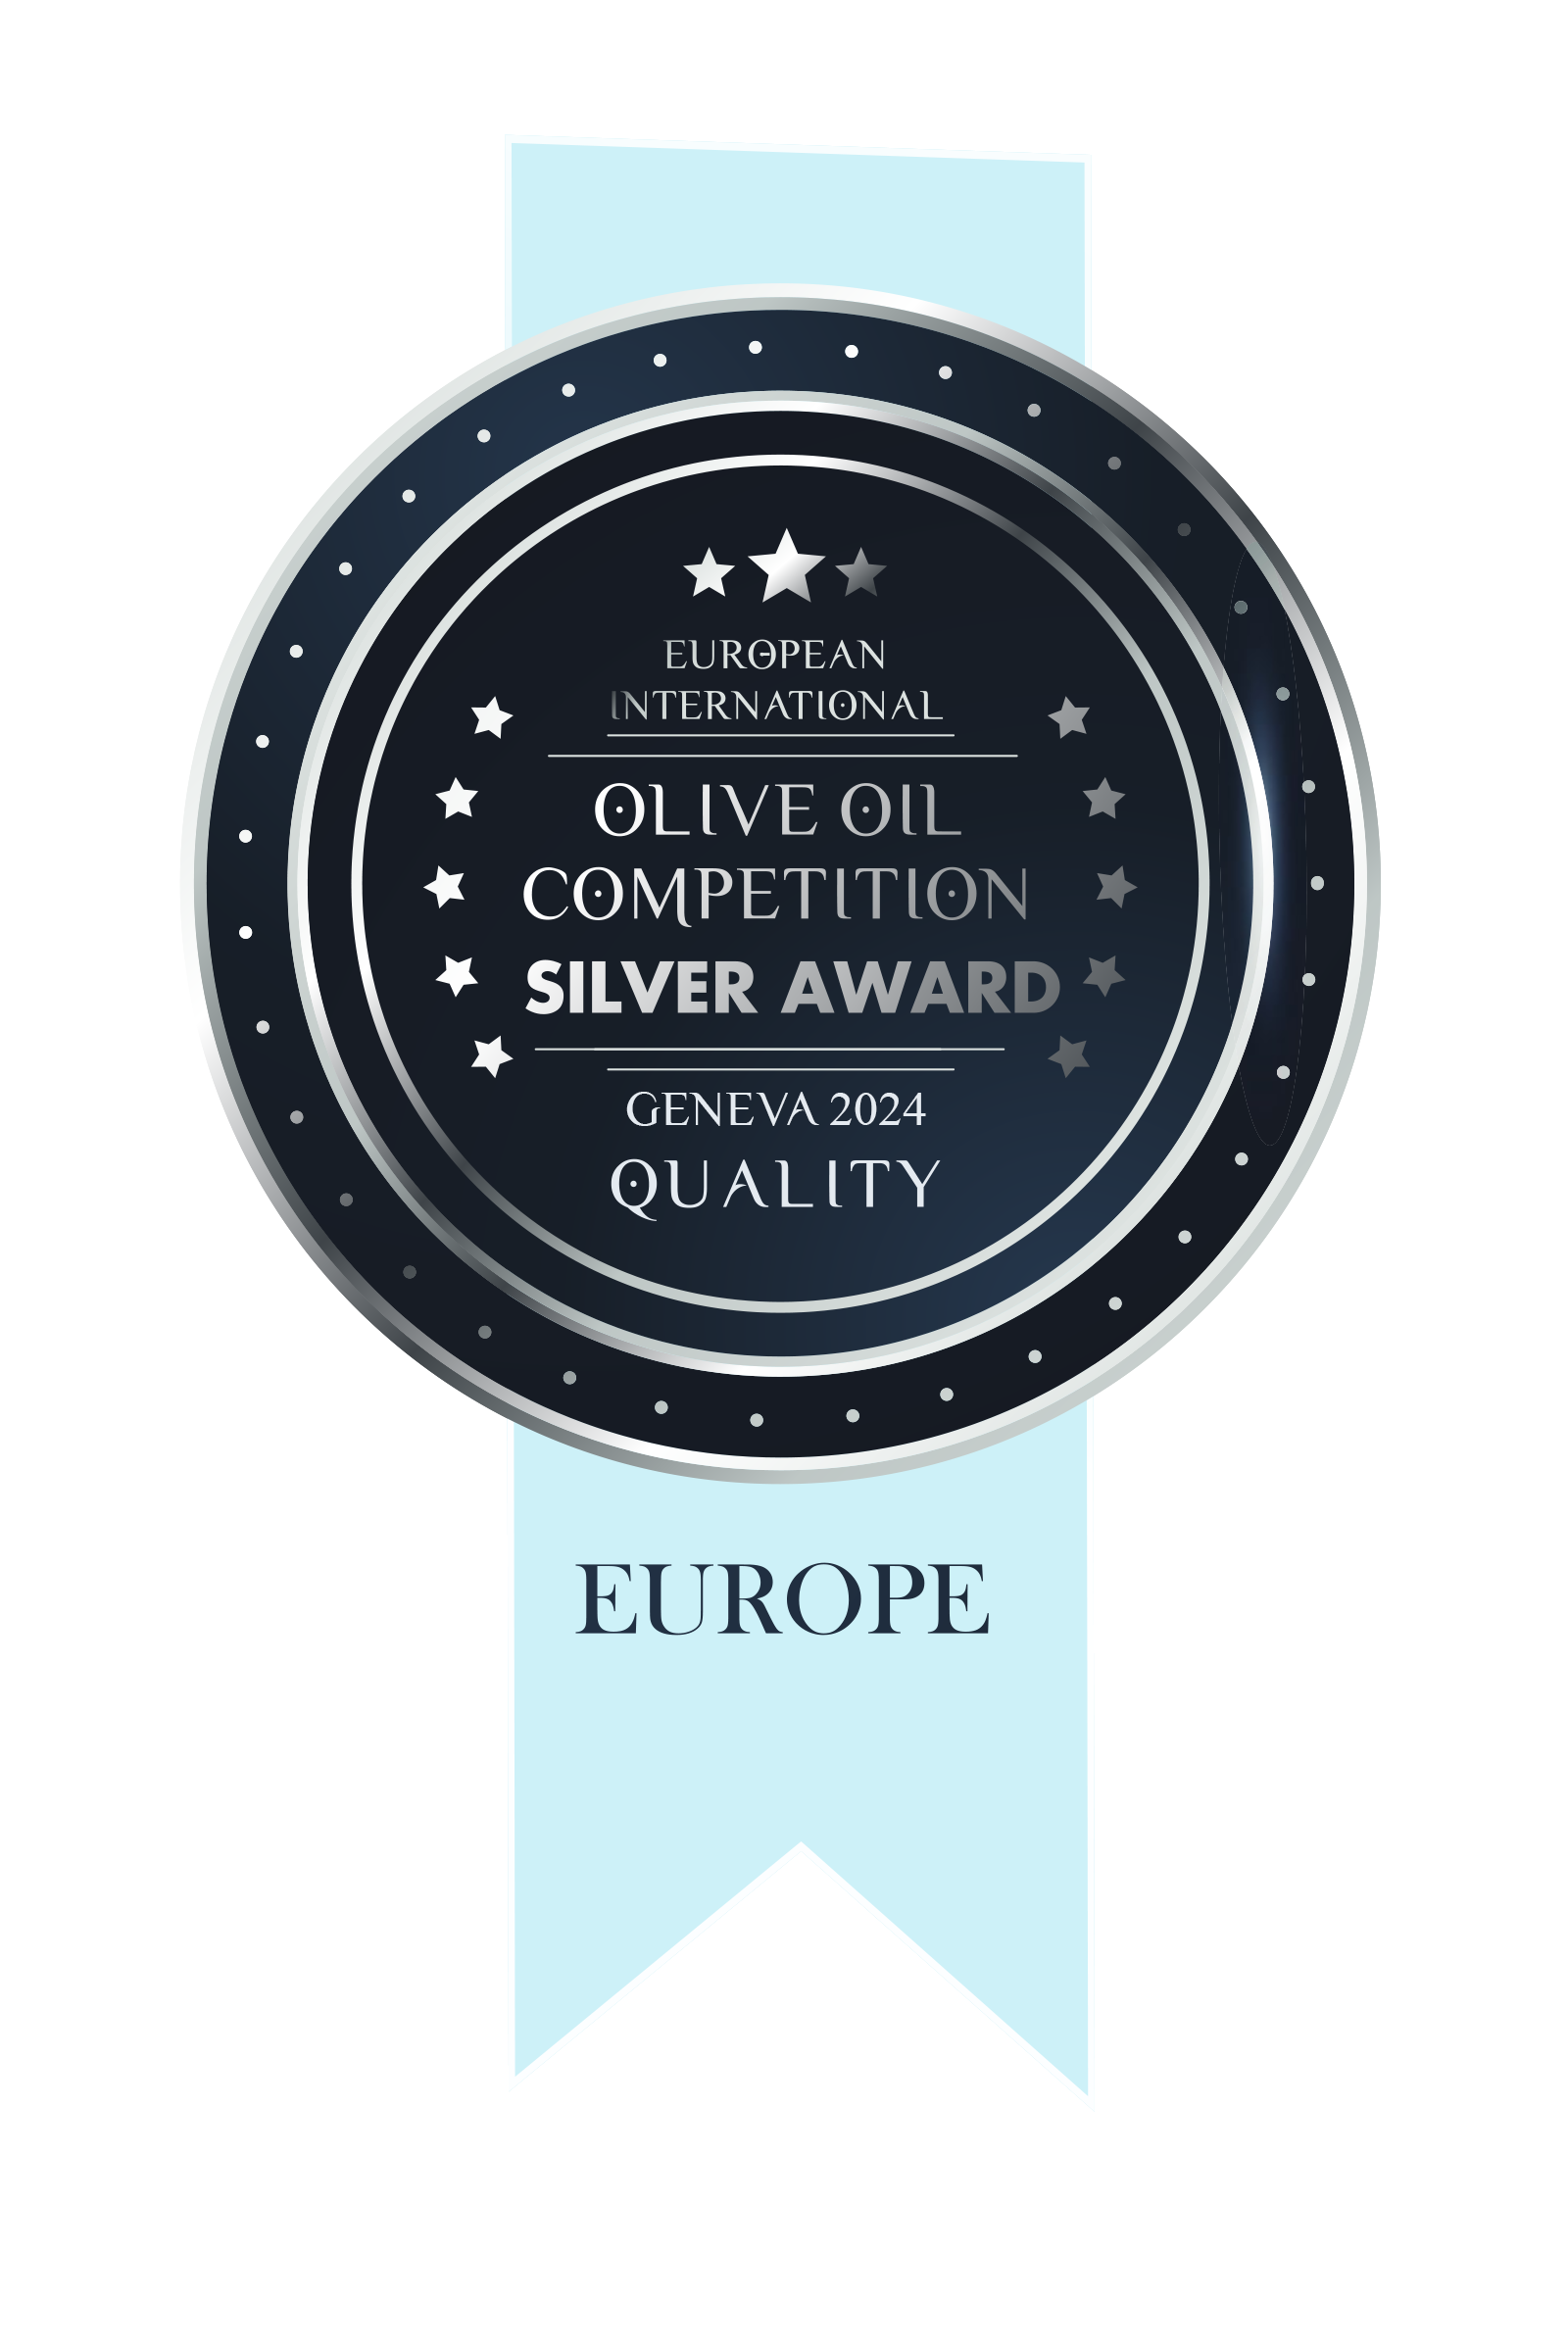 EUROPEAN
INTERNATIONAL
OLIVE OIL
COMPETITION
SILVER AWARD
GENEVA 2024
QUALITY
EUROPE